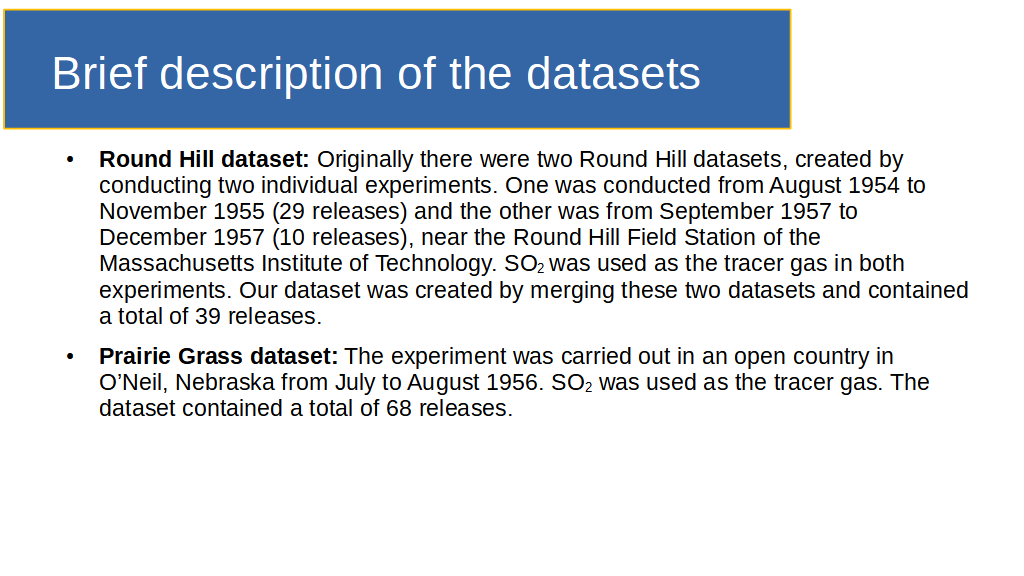 Brief description of the datasets
• Round Hill dataset: Originally there were two Round Hill datasets, created by
conducting two individual experiments. One was conducted from August 1954 to
November 1955 (29 releases) and the other was from September 1957 to
December 1957 (10 releases), near the Round Hill Field Station of the
Massachusetts Institute of Technology. SO₂ was used as the tracer gas in both
experiments. Our dataset was created by merging these two datasets and contained
a total of 39 releases.
• Prairie Grass dataset: The experiment was carried out in an open country in
O’Neil, Nebraska from July to August 1956. SO₂ was used as the tracer gas. The
dataset contained a total of 68 releases.